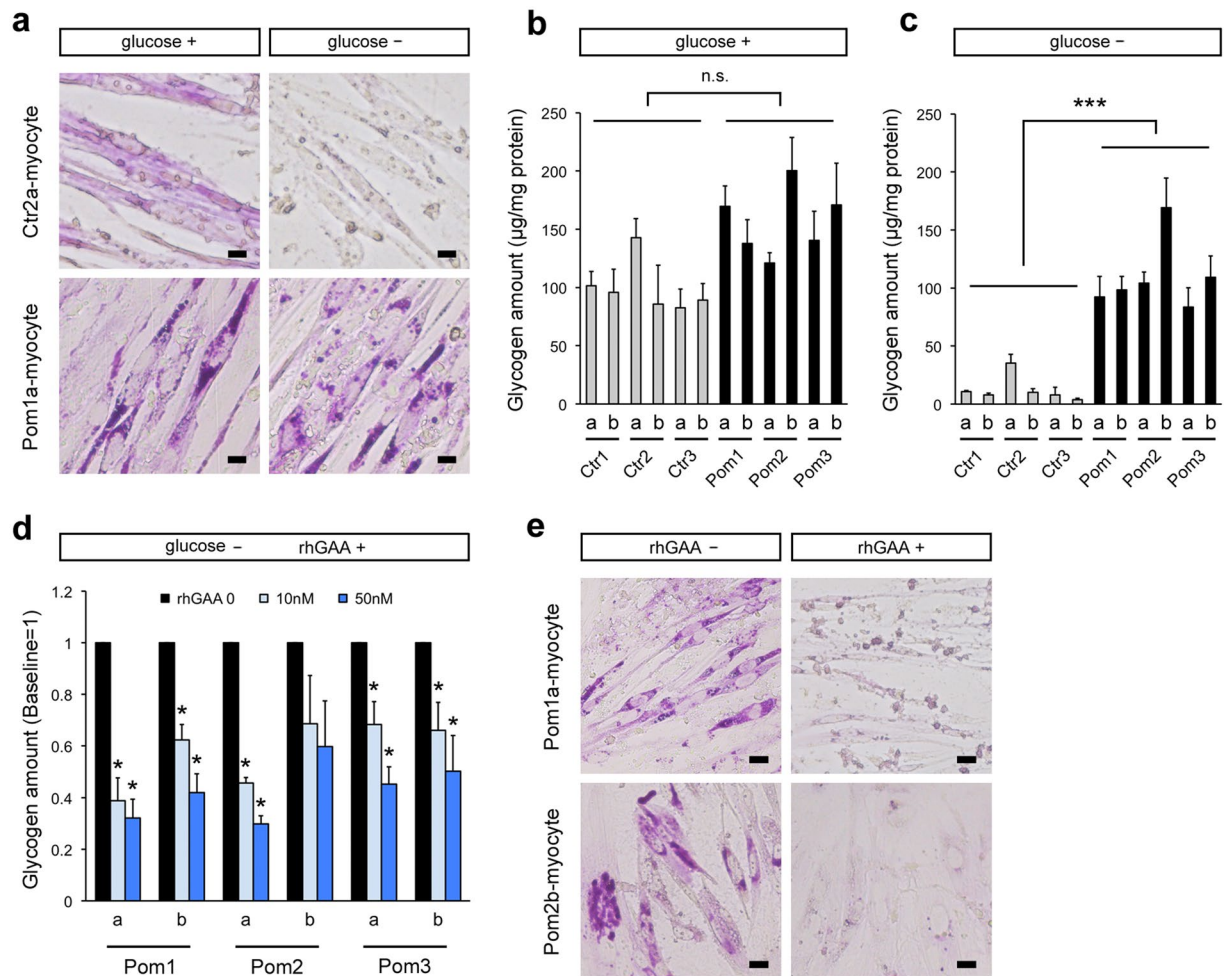 a
glucose + glucose −
Ctr2a-myocyte
Pom1a-myocyte
b
glucose +
n.s.
Glycogen amount (µg/mg protein)
250
200
150
100
50
0
a b a b a b a b a b a b
Ctr1 Ctr2 Ctr3 Pom1 Pom2 Pom3
c
glucose −
***
Glycogen amount (µg/mg protein)
250
200
150
100
50
0
a b a b a b a b a b a b
Ctr1 Ctr2 Ctr3 Pom1 Pom2 Pom3
d
glucose − rhGAA +
Glycogen amount (Baseline=1)
1.2
1
0.8
0.6
0.4
0.2
0
rhGAA 0 10nM 50nM
* * * * * * * * * *
a b a b a b
Pom1 Pom2 Pom3
e
rhGAA − rhGAA +
Pom1a-myocyte
Pom2b-myocyte